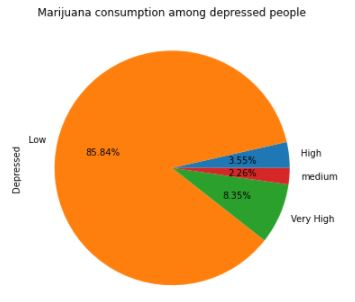 Marijuana consumption among depressed people
Low
85.84%
High
3.55%
2.26%
medium
8.35%
Very High
Depressed